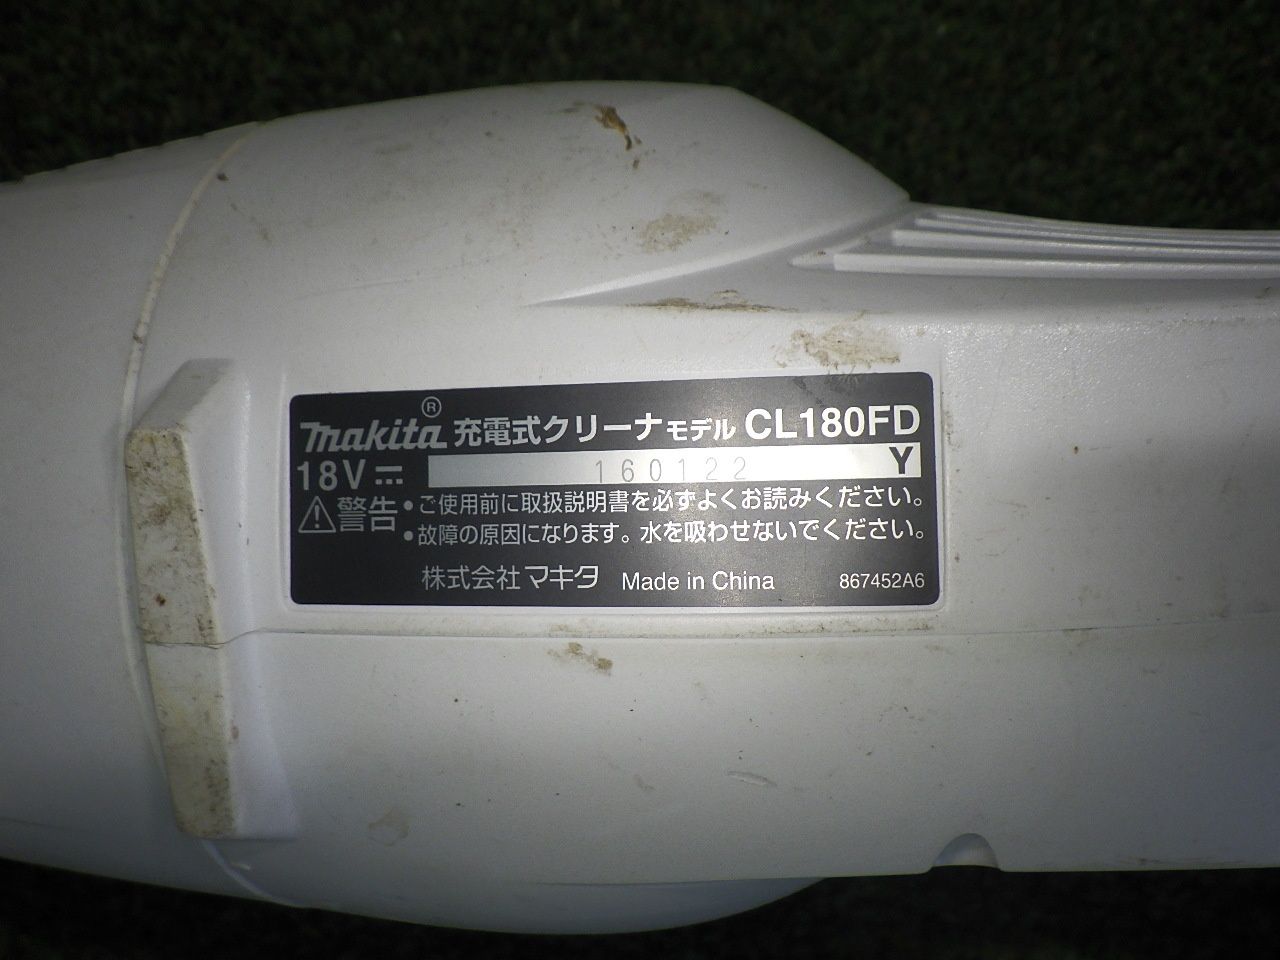 makita® 充電式クリーナ モデル CL180FD
18V⎓ 160122 Y
⚠警告 •ご使用前に取扱説明書を必ずよくお読みください。
•故障の原因になります。水を吸わせないでください。
株式会社マキタ Made in China 867452A6